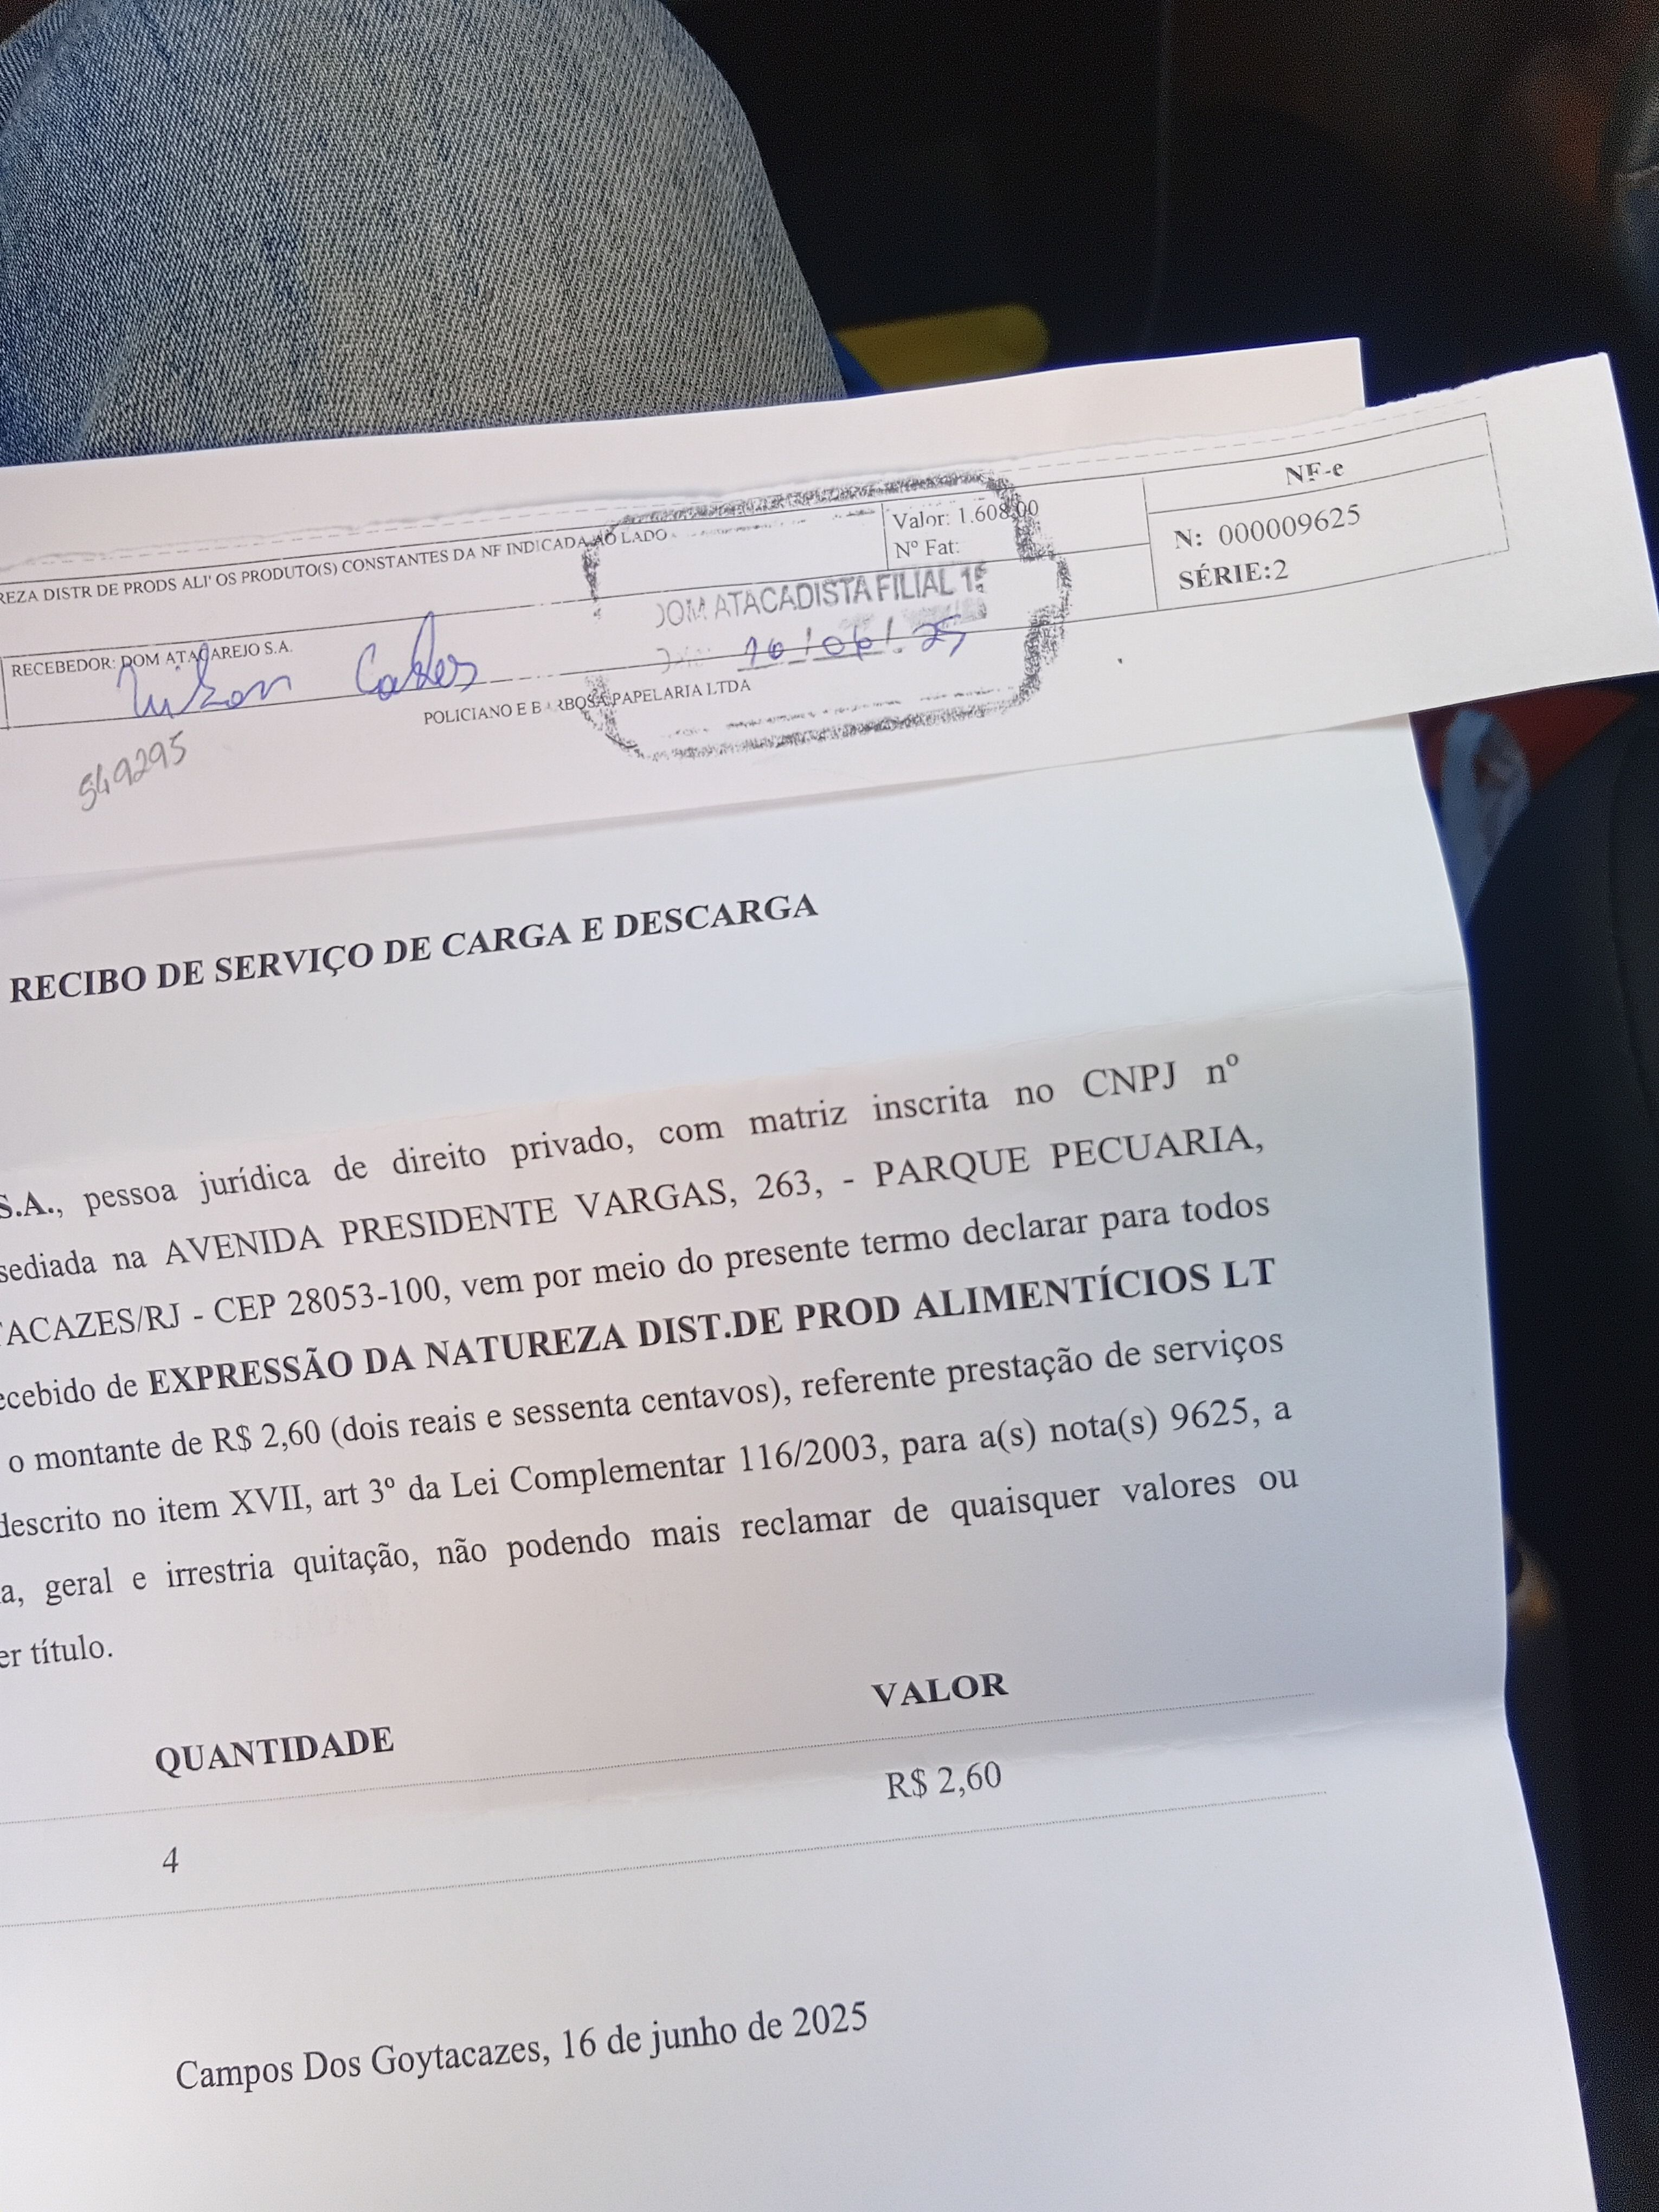 REZA DISTR DE PRODS ALI' OS PRODUTO(S) CONSTANTES DA NF INDICADA AO LADO
Valor: 1.608,00
Nº Fat:
NF-e
N: 000009625
SÉRIE:2
DOM ATACADISTA FILIAL
16/06/25
RECEBEDOR: DOM ATACAREJO S.A.
POLICIANO E BARBOSA PAPELARIA LTDA
549295
RECIBO DE SERVIÇO DE CARGA E DESCARGA
S.A., pessoa jurídica de direito privado, com matriz inscrita no CNPJ nº
sediada na AVENIDA PRESIDENTE VARGAS, 263, - PARQUE PECUARIA,
TACAZES/RJ - CEP 28053-100, vem por meio do presente termo declarar para todos
ecebido de EXPRESSÃO DA NATUREZA DIST.DE PROD ALIMENTÍCIOS LT
o montante de R$ 2,60 (dois reais e sessenta centavos), referente prestação de serviços
descrito no item XVII, art 3º da Lei Complementar 116/2003, para a(s) nota(s) 9625, a
a, geral e irrestria quitação, não podendo mais reclamar de quaisquer valores ou
er título.
QUANTIDADE VALOR
4 R$ 2,60
Campos Dos Goytacazes, 16 de junho de 2025